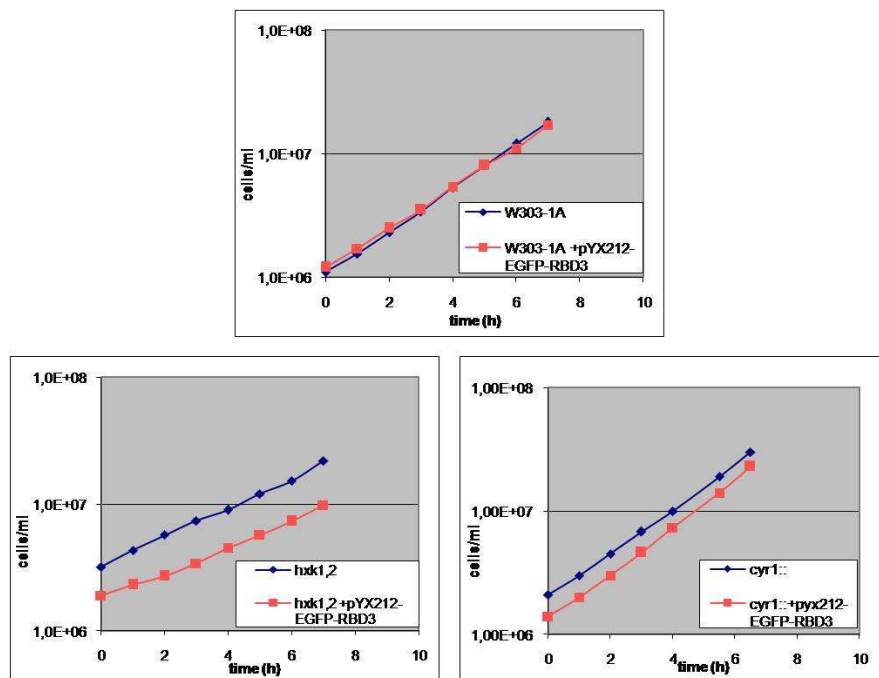 1,0E+08
1,0E+07
1,0E+06
cells/ml
W303-1A
W303-1A +pYX212-
EGFP-RBD3
0 2 4 6 8 10
time (h)
1,0E+08
1,0E+07
1,0E+06
cells/ml
hxk1,2
hxk1,2 +pYX212-
EGFP-RBD3
0 2 4 6 8 10
time (h)
1,00E+08
1,00E+07
1,00E+06
cells/ml
cyr1::
cyr1::+pyx212-
EGFP-RBD3
0 2 4 6 8 10
time (h)